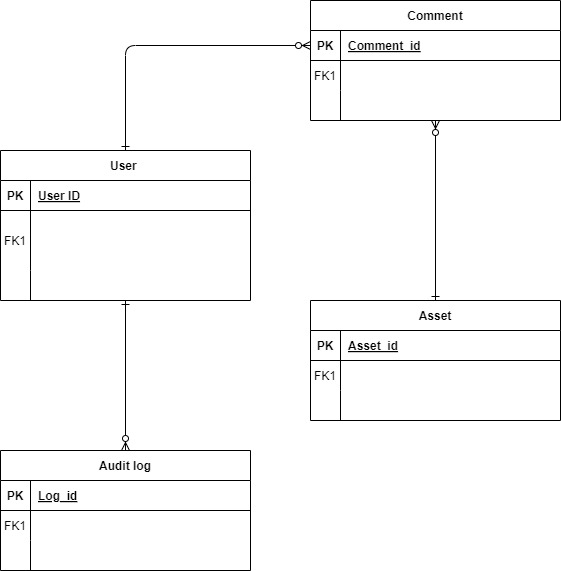 Comment
PK Comment_id
FK1
User
PK User ID
FK1
Asset
PK Asset_id
FK1
Audit log
PK Log_id
FK1